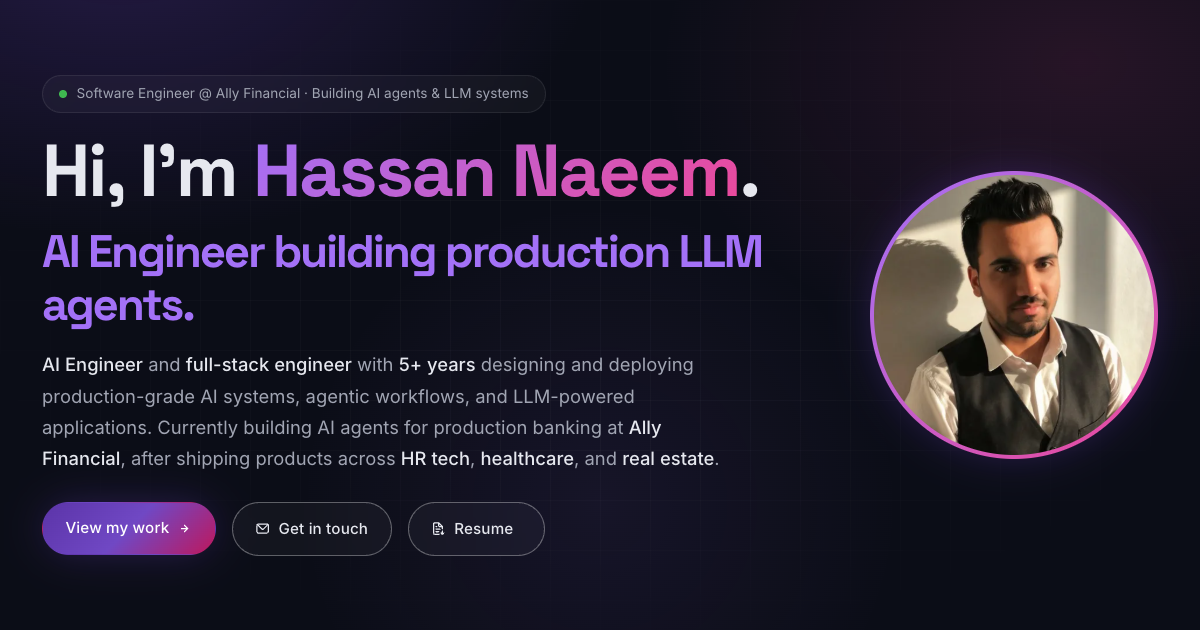 Software Engineer @ Ally Financial · Building AI agents & LLM systems
Hi, I’m Hassan Naeem.
AI Engineer building production LLM
agents.
AI Engineer and full-stack engineer with 5+ years designing and deploying
production-grade AI systems, agentic workflows, and LLM-powered
applications. Currently building AI agents for production banking at Ally
Financial, after shipping products across HR tech, healthcare, and real estate.
View my work → Get in touch Resume